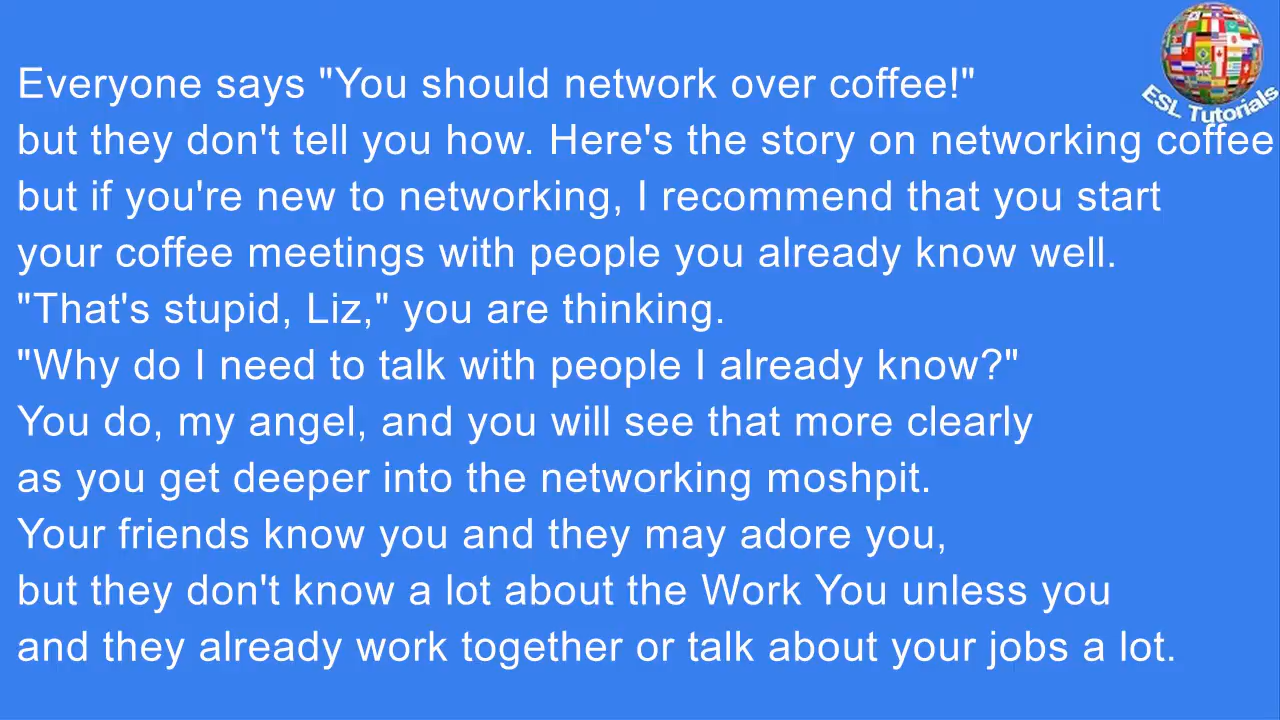 Everyone says "You should network over coffee!"
but they don't tell you how. Here's the story on networking coffee
but if you're new to networking, I recommend that you start
your coffee meetings with people you already know well.
"That's stupid, Liz," you are thinking.
"Why do I need to talk with people I already know?"
You do, my angel, and you will see that more clearly
as you get deeper into the networking moshpit.
Your friends know you and they may adore you,
but they don't know a lot about the Work You unless you
and they already work together or talk about your jobs a lot.
ESL Tutorials